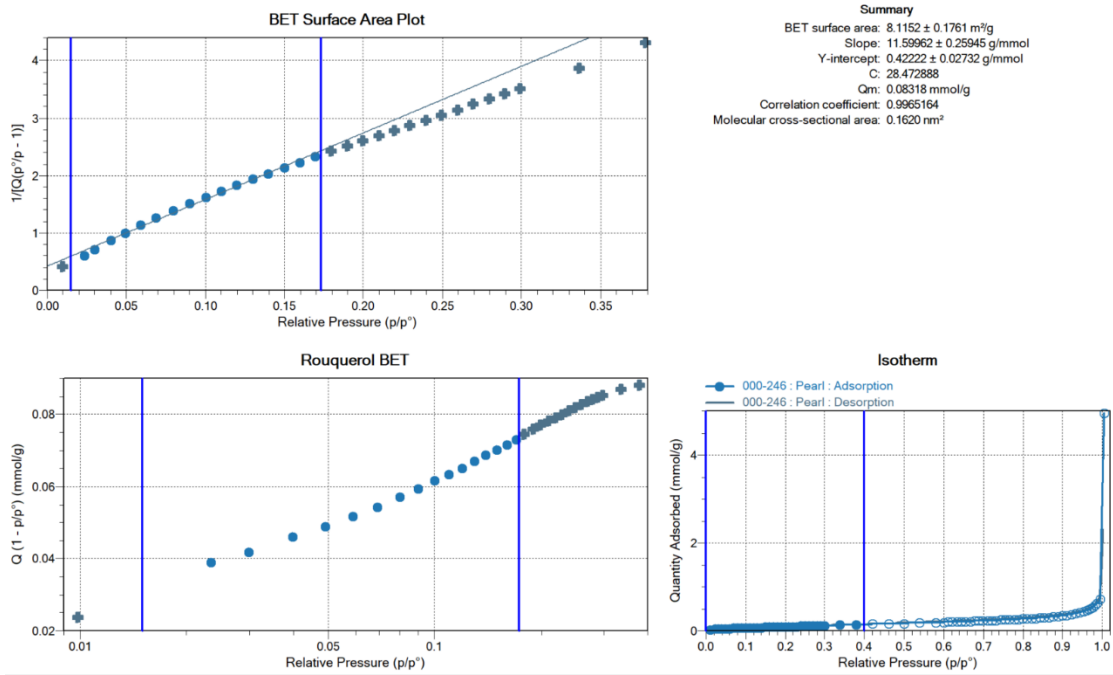 BET Surface Area Plot
4
3
2
1
0
1/[Q(p°/p - 1)]
0.00 0.05 0.10 0.15 0.20 0.25 0.30 0.35
Relative Pressure (p/p°)
Summary
BET surface area: 8.1152 ± 0.1761 m²/g
Slope: 11.59962 ± 0.25945 g/mmol
Y-intercept: 0.42222 ± 0.02732 g/mmol
C: 28.472888
Qm: 0.08318 mmol/g
Correlation coefficient: 0.9965164
Molecular cross-sectional area: 0.1620 nm²
Rouquerol BET
0.08
0.06
0.04
0.02
Q (1 - p/p°) (mmol/g)
0.01 0.05 0.1
Relative Pressure (p/p°)
Isotherm
000-246 : Pearl : Adsorption
000-246 : Pearl : Desorption
4
2
0
Quantity Adsorbed (mmol/g)
0.0 0.1 0.2 0.3 0.4 0.5 0.6 0.7 0.8 0.9 1.0
Relative Pressure (p/p°)